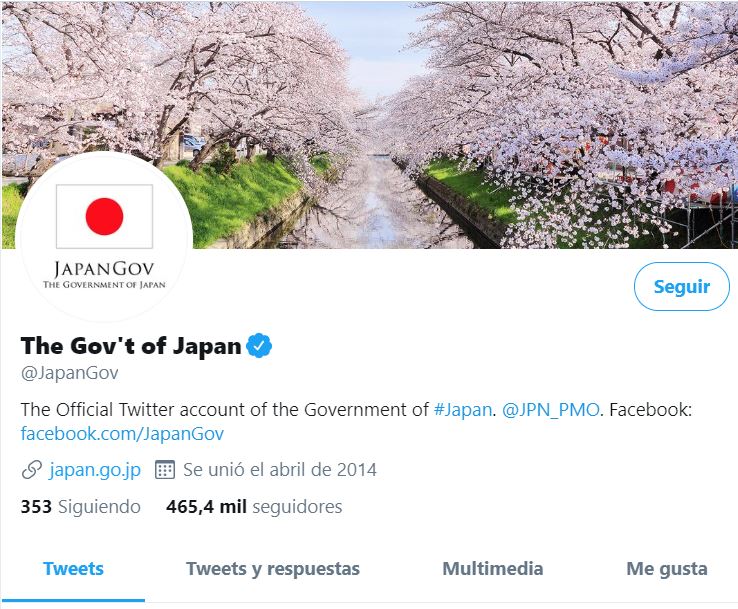 JAPANGOV
THE GOVERNMENT OF JAPAN
Seguir
The Gov't of Japan
@JapanGov
The Official Twitter account of the Government of #Japan. @JPN_PMO. Facebook:
facebook.com/JapanGov
japan.go.jp Se unió el abril de 2014
353 Siguiendo 465,4 mil seguidores
Tweets Tweets y respuestas Multimedia Me gusta